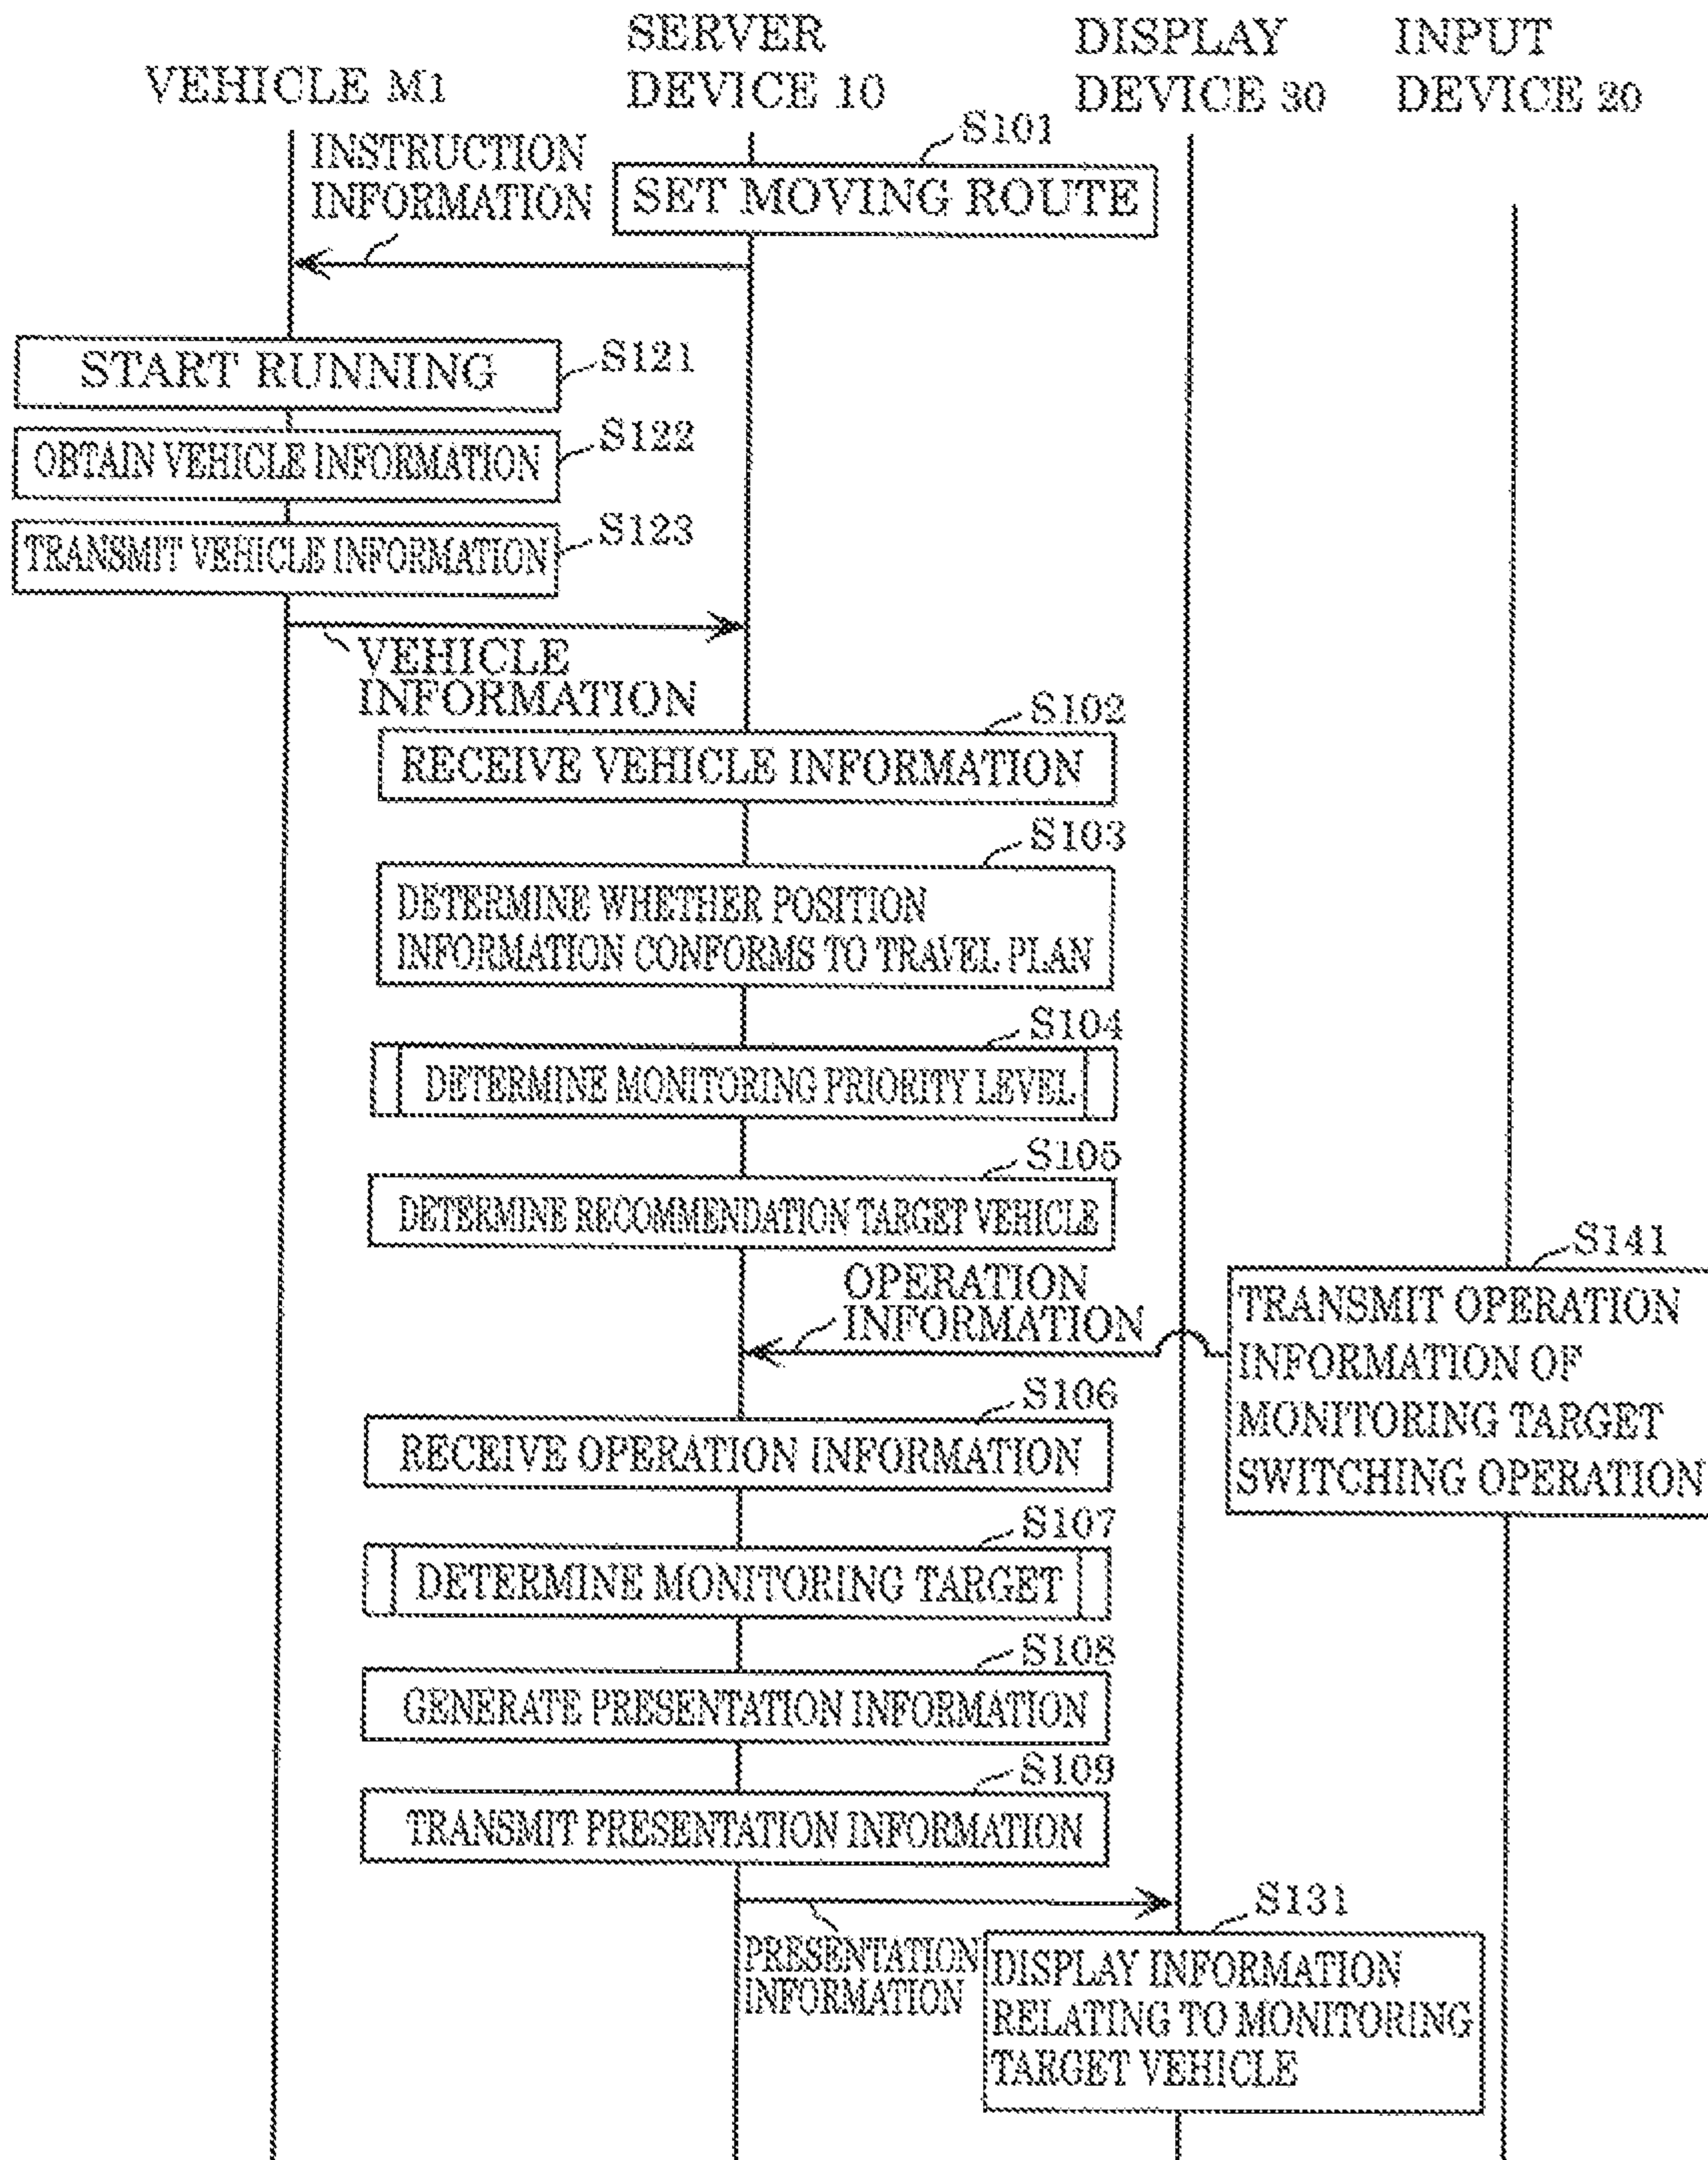 VEHICLE M1
SERVER
DEVICE 10
DISPLAY
DEVICE 30
INPUT
DEVICE 20
INSTRUCTION
INFORMATION
S101
SET MOVING ROUTE
START RUNNING
S121
OBTAIN VEHICLE INFORMATION
S122
TRANSMIT VEHICLE INFORMATION
S123
VEHICLE
INFORMATION
S102
RECEIVE VEHICLE INFORMATION
S103
DETERMINE WHETHER POSITION
INFORMATION CONFORMS TO TRAVEL PLAN
S104
DETERMINE MONITORING PRIORITY LEVEL
S105
DETERMINE RECOMMENDATION TARGET VEHICLE
S141
TRANSMIT OPERATION
INFORMATION OF
MONITORING TARGET
SWITCHING OPERATION
OPERATION
INFORMATION
S106
RECEIVE OPERATION INFORMATION
S107
DETERMINE MONITORING TARGET
S108
GENERATE PRESENTATION INFORMATION
S109
TRANSMIT PRESENTATION INFORMATION
PRESENTATION
INFORMATION
S131
DISPLAY INFORMATION
RELATING TO MONITORING
TARGET VEHICLE